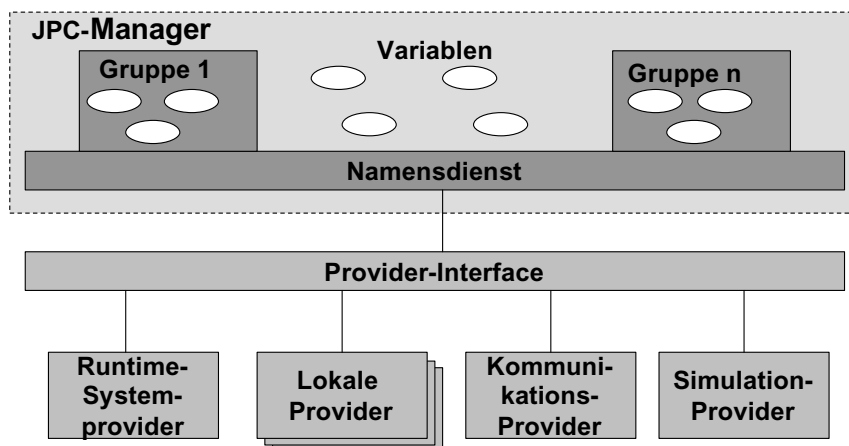 JPC-Manager
Gruppe 1
Variablen
Gruppe n
Namensdienst
Provider-Interface
Runtime-
System-
provider
Lokale
Provider
Kommuni-
kations-
Provider
Simulation-
Provider